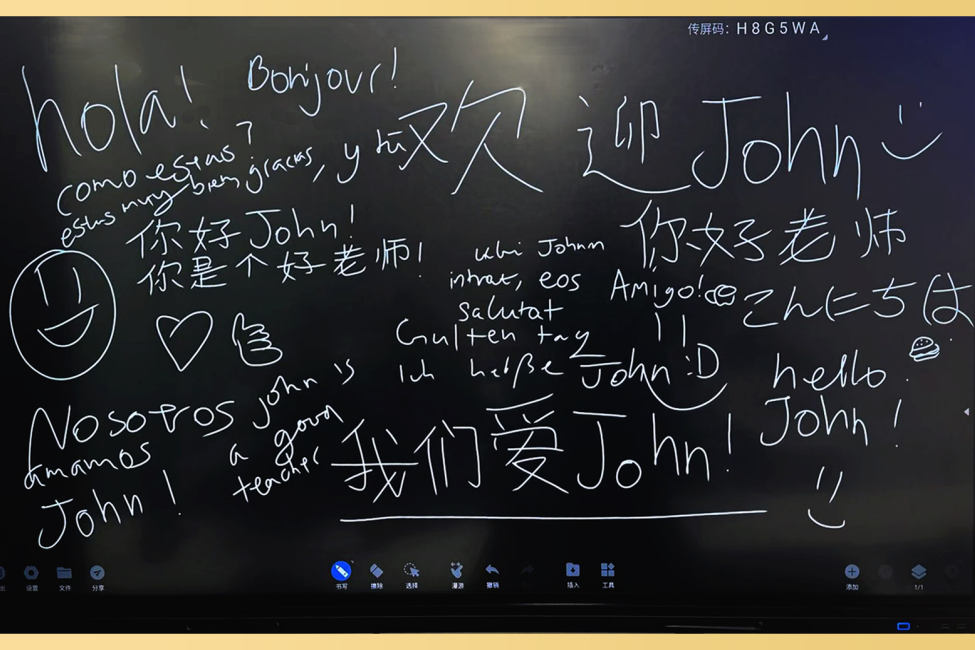 传屏码: H8G5WA
hola!
Bonjour!
como estas?
estas muy bien gracias, y tú
欢迎John
你好John!
你是个好老师!
ubi Johnm
intrat, eos
salutat
你好老师
Amigo!
こんにちは
Gulten tay
Ich heiße John :D
hello!
John!
Nosotros
amamos
John!
john is
a good
teacher
我们爱John!
设置 文件 分享 书写 擦除 选择 漫游 撤销 插入 工具 添加 1/1